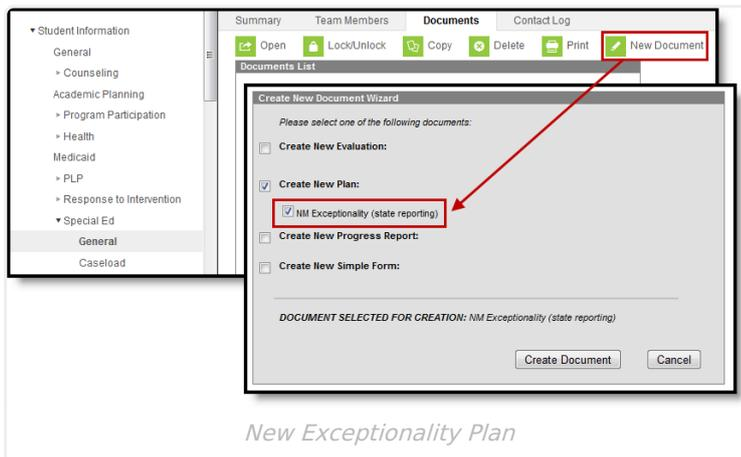 Student Information
General
Counseling
Academic Planning
Program Participation
Health
Medicaid
PLP
Response to Intervention
Special Ed
General
Caseload
Summary Team Members Documents Contact Log
Open Lock/Unlock Copy Delete Print New Document
Documents List
Create New Document Wizard
Please select one of the following documents:
Create New Evaluation:
Create New Plan:
NM Exceptionality (state reporting)
Create New Progress Report:
Create New Simple Form:
DOCUMENT SELECTED FOR CREATION: NM Exceptionality (state reporting)
Create Document Cancel
New Exceptionality Plan